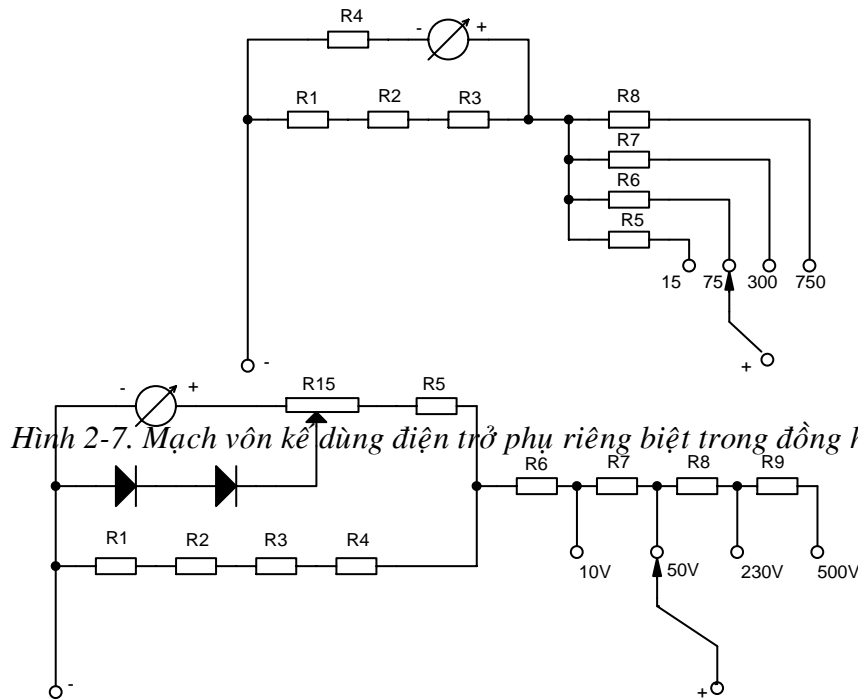 R4
- +
R1 R2 R3
R8
R7
R6
R5
15 75 300 750
+
-
- + R15 R5
Hình 2-7. Mạch vôn kế dùng điện trở phụ riêng biệt trong đồng h
R6 R7 R8 R9
R1 R2 R3 R4
10V 50V 230V 500V
-
+